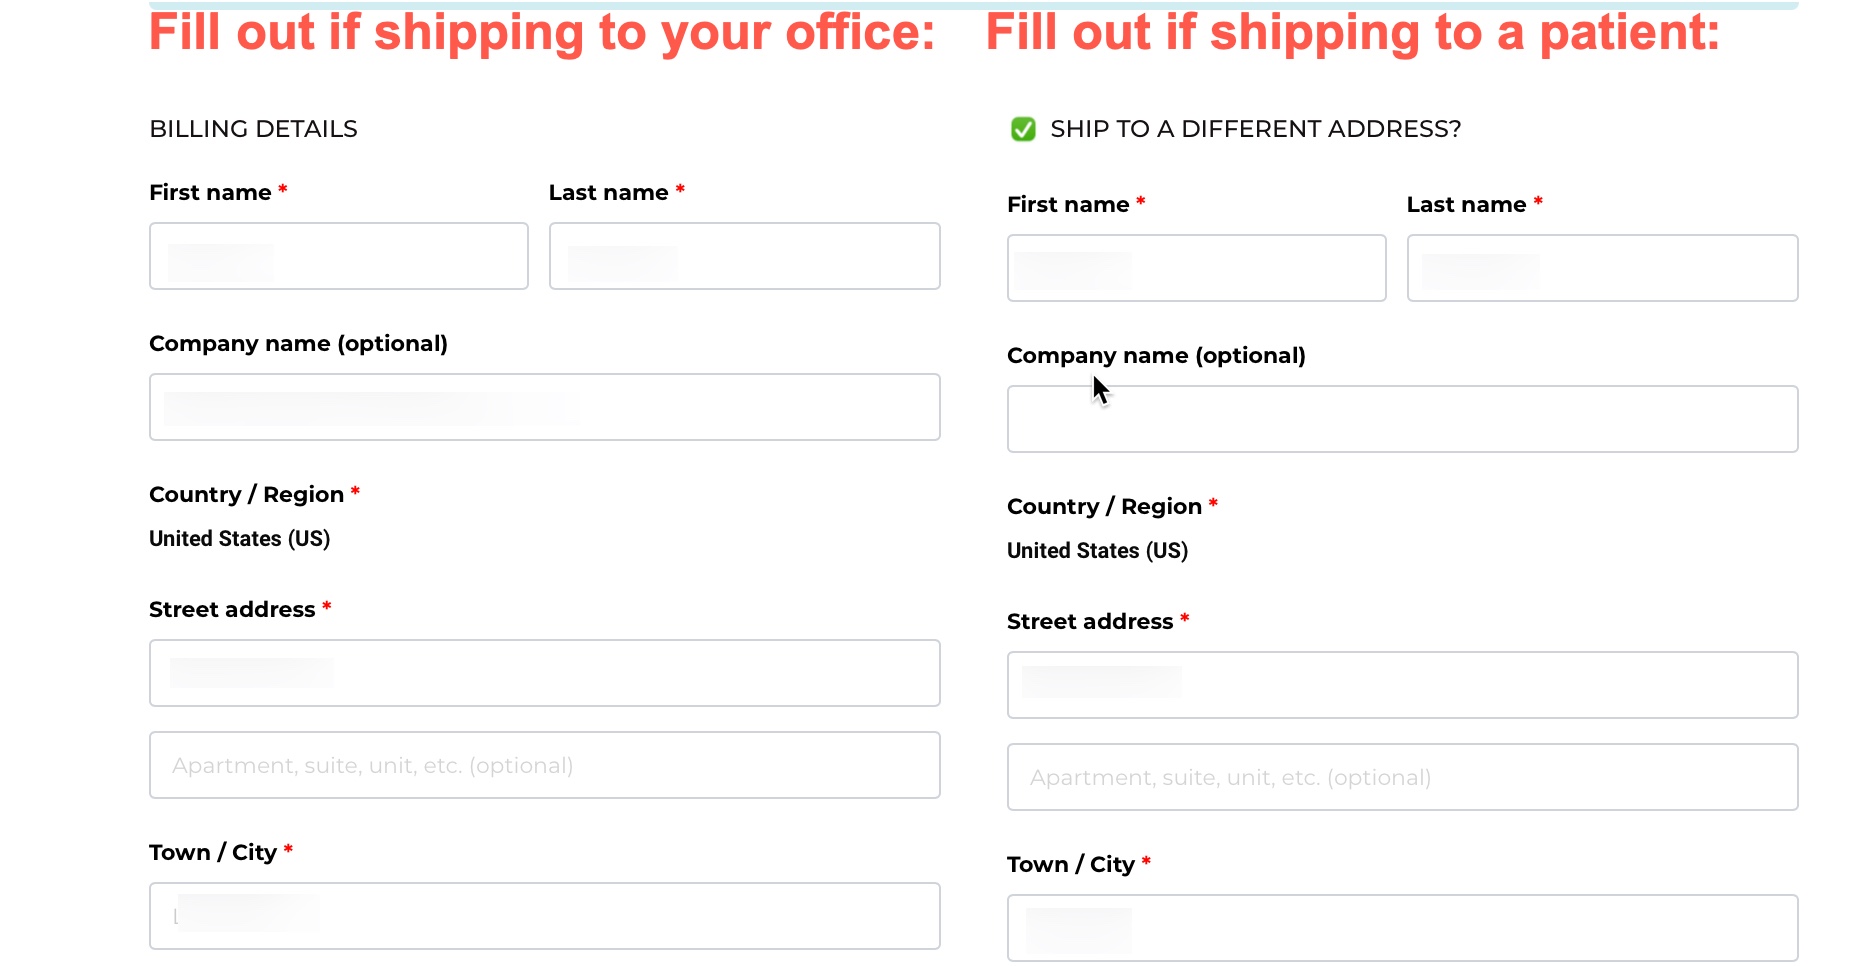 Fill out if shipping to your office:
BILLING DETAILS
First name *
Last name *
Company name (optional)
Country / Region *
United States (US)
Street address *
Apartment, suite, unit, etc. (optional)
Town / City *
Fill out if shipping to a patient:
✅ SHIP TO A DIFFERENT ADDRESS?
First name *
Last name *
Company name (optional)
Country / Region *
United States (US)
Street address *
Apartment, suite, unit, etc. (optional)
Town / City *